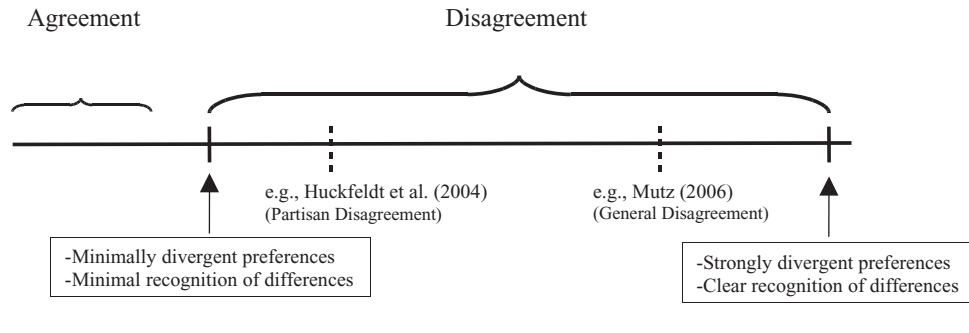 Agreement
Disagreement
e.g., Huckfeldt et al. (2004)
(Partisan Disagreement)
e.g., Mutz (2006)
(General Disagreement)
-Minimally divergent preferences
-Minimal recognition of differences
-Strongly divergent preferences
-Clear recognition of differences